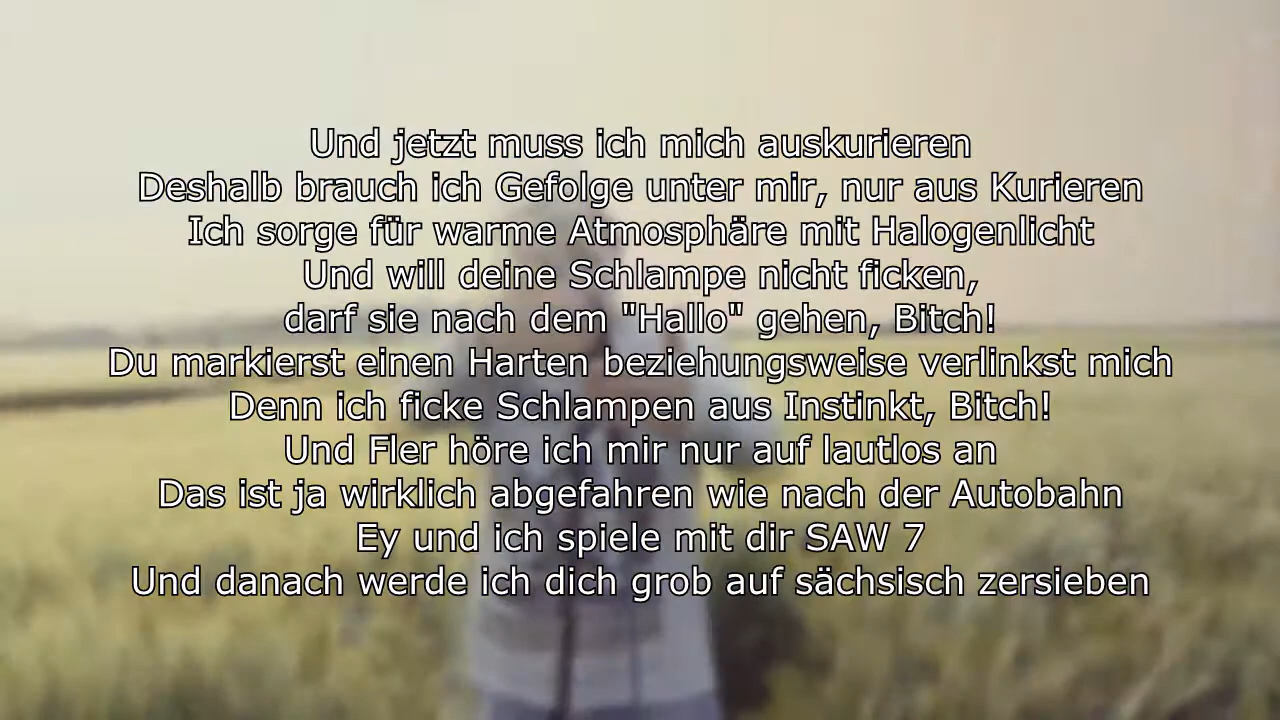 Und jetzt muss ich mich auskurieren
Deshalb brauch ich Gefolge unter mir, nur aus Kurieren
Ich sorge für warme Atmosphäre mit Halogenlicht
Und will deine Schlampe nicht ficken,
darf sie nach dem "Hallo" gehen, Bitch!
Du markierst einen Harten beziehungsweise verlinkst mich
Denn ich ficke Schlampen aus Instinkt, Bitch!
Und Fler höre ich mir nur auf lautlos an
Das ist ja wirklich abgefahren wie nach der Autobahn
Ey und ich spiele mit dir SAW 7
Und danach werde ich dich grob auf sächsisch zersieben